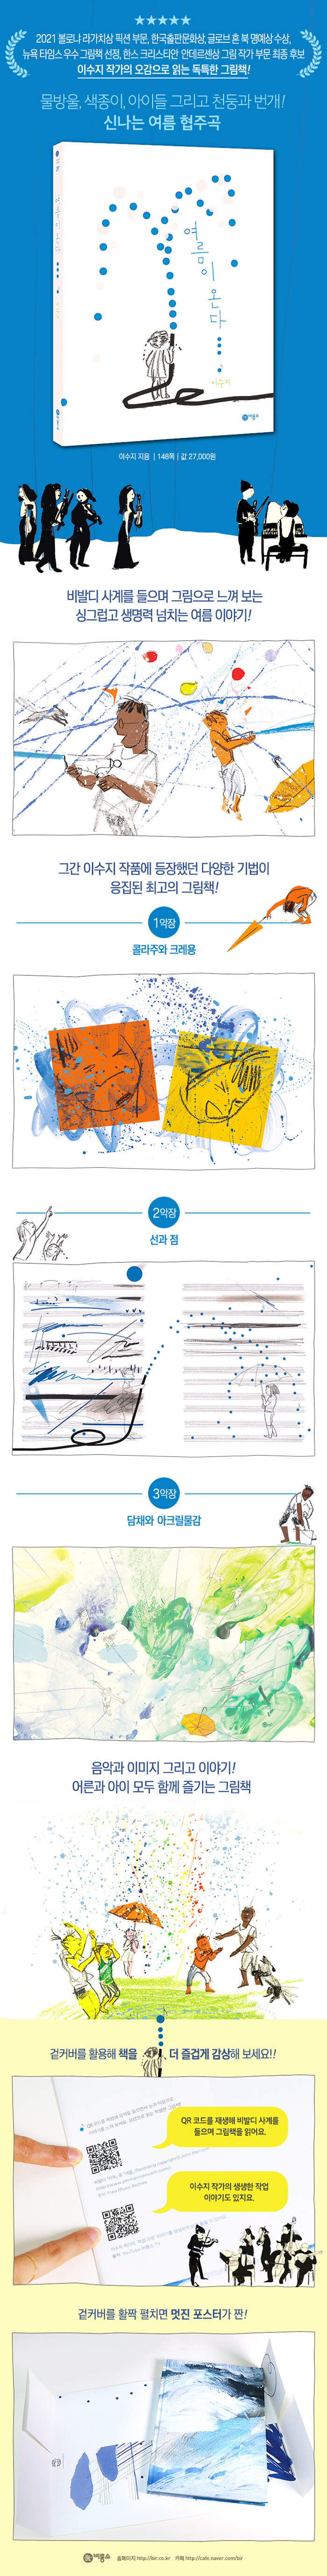 2021 볼로냐 라가치상 픽션 부문, 한국출판문화상, 글로브 혼 북 명예상 수상,
뉴욕 타임스 우수 그림책 선정, 한스 크리스티안 안데르센상 그림 작가 부문 최종 후보
이수지 작가의 오감으로 읽는 독특한 그림책!
물방울, 색종이, 아이들 그리고 천둥과 번개!
신나는 여름 협주곡
여름이 온다
이수지
비룡소
여름이 온다
이수지
비룡소
이수지 지음 | 148쪽 | 값 27,000원
비발디 사계를 들으며 그림으로 느껴 보는
싱그럽고 생명력 넘치는 여름 이야기!
그간 이수지 작품에 등장했던 다양한 기법이
응집된 최고의 그림책!
1악장
콜라주와 크레용
2악장
선과 점
3악장
담채와 아크릴물감
음악과 이미지 그리고 이야기!
어른과 아이 모두 함께 즐기는 그림책
겉커버를 활용해 책을 더 즐겁게 감상해 보세요!!
QR 코드를 재생해 비발디 사계를
들으며 그림책을 읽어요.
이수지 작가의 생생한 작업
이야기도 있지요.
겉커버를 활짝 펼치면 멋진 포스터가 짠!
비룡소 홈페이지 http://bir.co.kr 카페 http://cafe.naver.com/bir